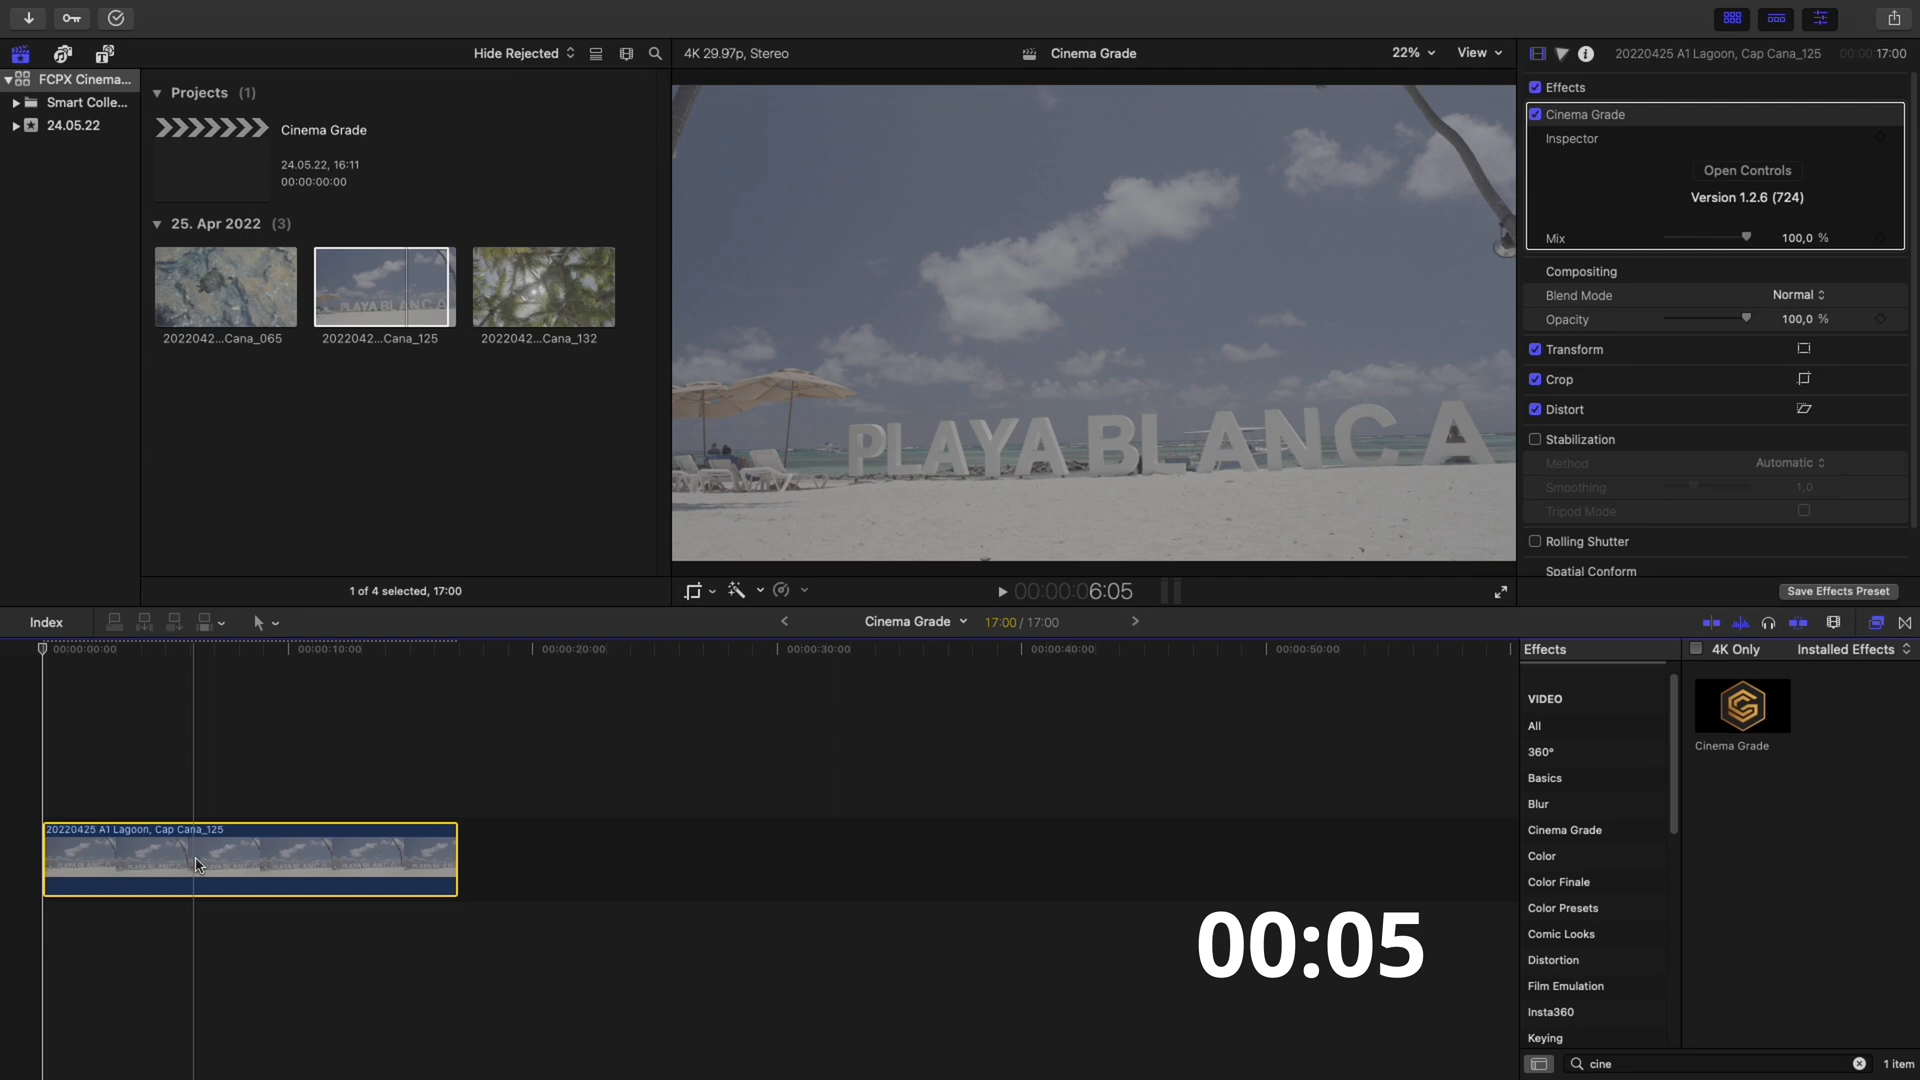 Hide Rejected
4K 29.97p, Stereo
Cinema Grade
22%
View
20220425 A1 Lagoon, Cap Cana_125
00:00:17:00
FCPX Cinema...
Smart Colle...
24.05.22
Projects (1)
Cinema Grade
24.05.22, 16:11
00:00:00:00
25. Apr 2022 (3)
2022042...Cana_065
2022042...Cana_125
2022042...Cana_132
1 of 4 selected, 17:00
PLAYA BLANCA
00:00:06:05
Effects
Cinema Grade
Inspector
Open Controls
Version 1.2.6 (724)
Mix
100,0 %
Compositing
Blend Mode
Normal
Opacity
100,0 %
Transform
Crop
Distort
Stabilization
Method
Automatic
Smoothing
1,0
Tripod Mode
Rolling Shutter
Spatial Conform
Save Effects Preset
Index
Cinema Grade
17:00 / 17:00
00:00:00:00
00:00:10:00
00:00:20:00
00:00:30:00
00:00:40:00
00:00:50:00
20220425 A1 Lagoon, Cap Cana_125
00:05
Effects
4K Only
Installed Effects
VIDEO
All
360°
Basics
Blur
Cinema Grade
Color
Color Finale
Color Presets
Comic Looks
Distortion
Film Emulation
Insta360
Keying
Cinema Grade
cine
1 item